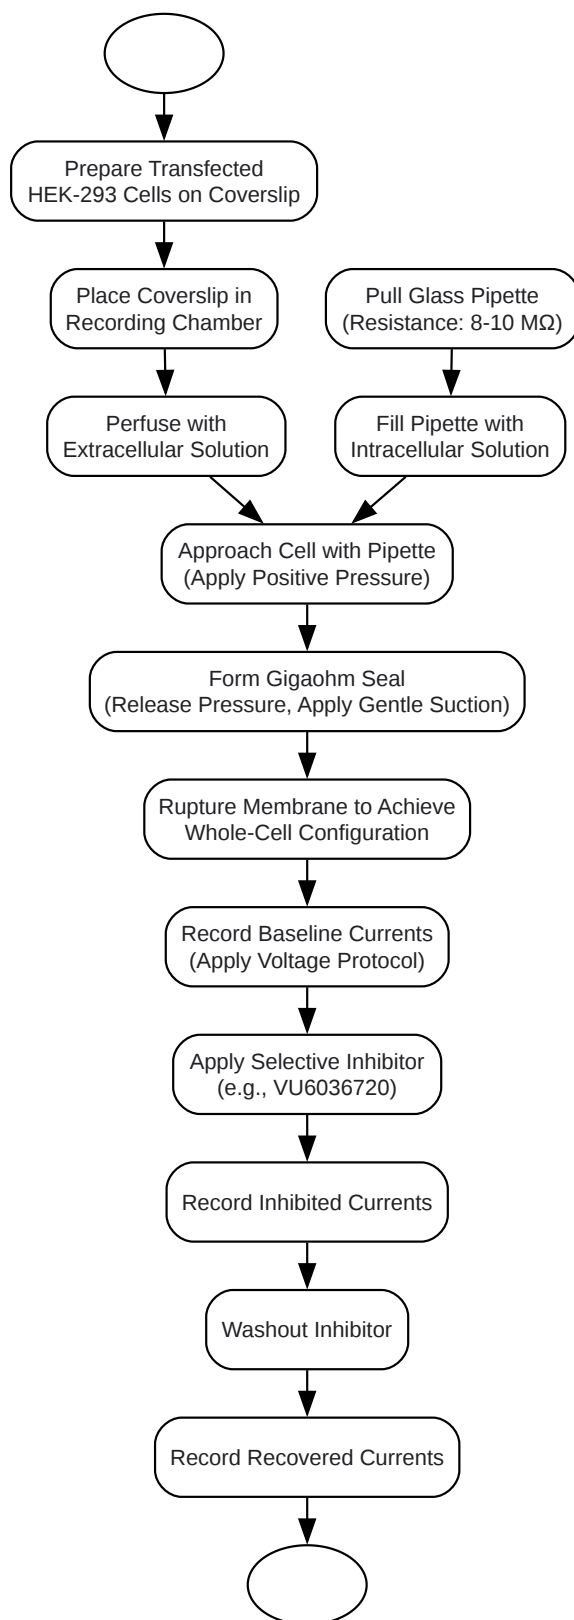 Prepare Transfected
HEK-293 Cells on Coverslip
Place Coverslip in
Recording Chamber
Pull Glass Pipette
(Resistance: 8-10 MΩ)
Perfuse with
Extracellular Solution
Fill Pipette with
Intracellular Solution
Approach Cell with Pipette
(Apply Positive Pressure)
Form Gigaohm Seal
(Release Pressure, Apply Gentle Suction)
Rupture Membrane to Achieve
Whole-Cell Configuration
Record Baseline Currents
(Apply Voltage Protocol)
Apply Selective Inhibitor
(e.g., VU6036720)
Record Inhibited Currents
Washout Inhibitor
Record Recovered Currents